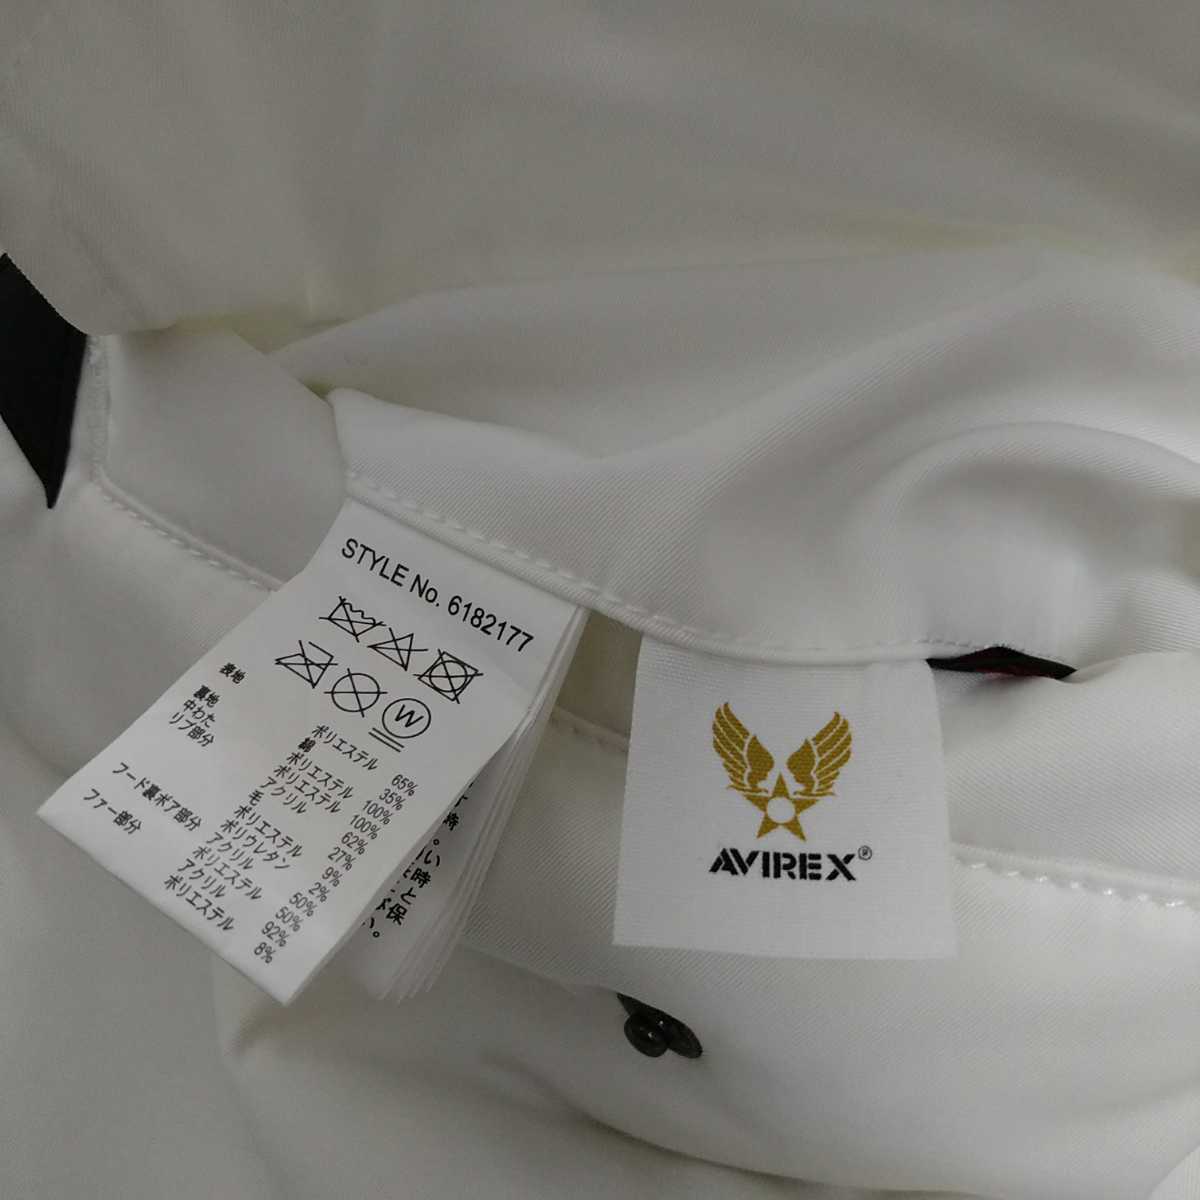 STYLE No. 6182177
W
表地
ポリエステル 65%
綿 35%
裏地
ポリエステル 100%
中わた
ポリエステル 100%
リブ部分
アクリル 62%
毛 27%
ポリエステル 9%
ポリウレタン 2%
フード裏ボア部分
アクリル 50%
ポリエステル 50%
ファー部分
アクリル 92%
ポリエステル 8%
AVIREX®